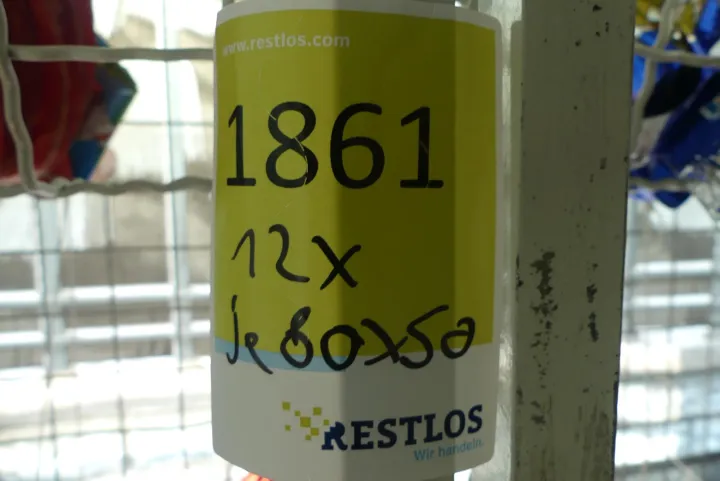 www.restlos.com
1861
12x
je 80x50
RESTLOS
Wir handeln.